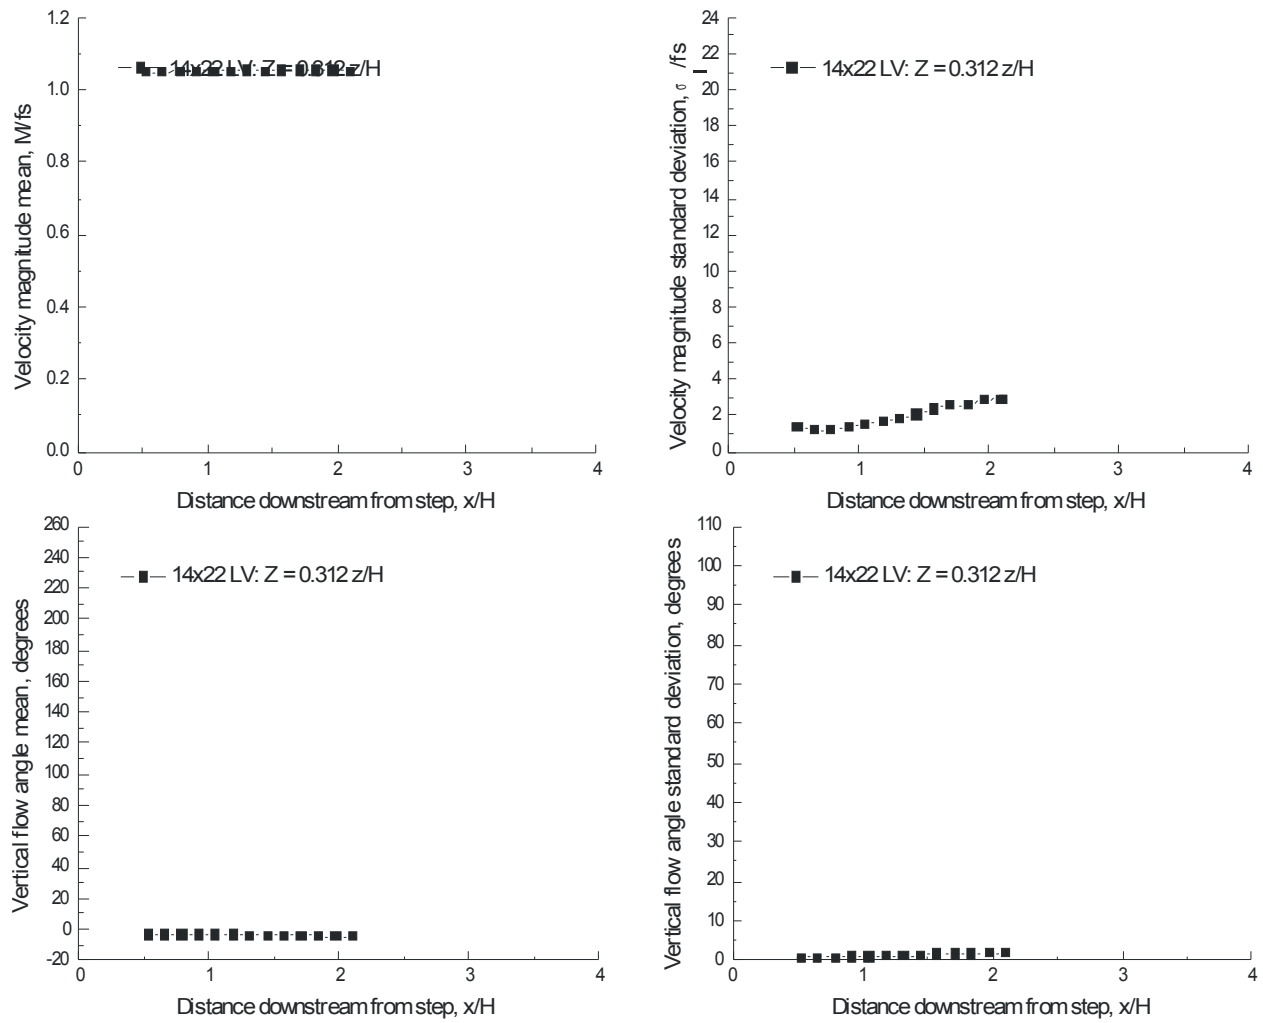 Velocity magnitude mean, M/fs
1.2
1.0
0.8
0.6
0.4
0.2
0.0
14x22 LV: Z = 0.312 z/H
0 1 2 3 4
Distance downstream from step, x/H
Velocity magnitude standard deviation, σ /fs
24
22
20
18
16
14
12
10
8
6
4
2
0
14x22 LV: Z = 0.312 z/H
0 1 2 3 4
Distance downstream from step, x/H
Vertical flow angle mean, degrees
260
240
220
200
180
160
140
120
100
80
60
40
20
0
-20
14x22 LV: Z = 0.312 z/H
0 1 2 3 4
Distance downstream from step, x/H
Vertical flow angle standard deviation, degrees
110
100
90
80
70
60
50
40
30
20
10
0
14x22 LV: Z = 0.312 z/H
0 1 2 3 4
Distance downstream from step, x/H